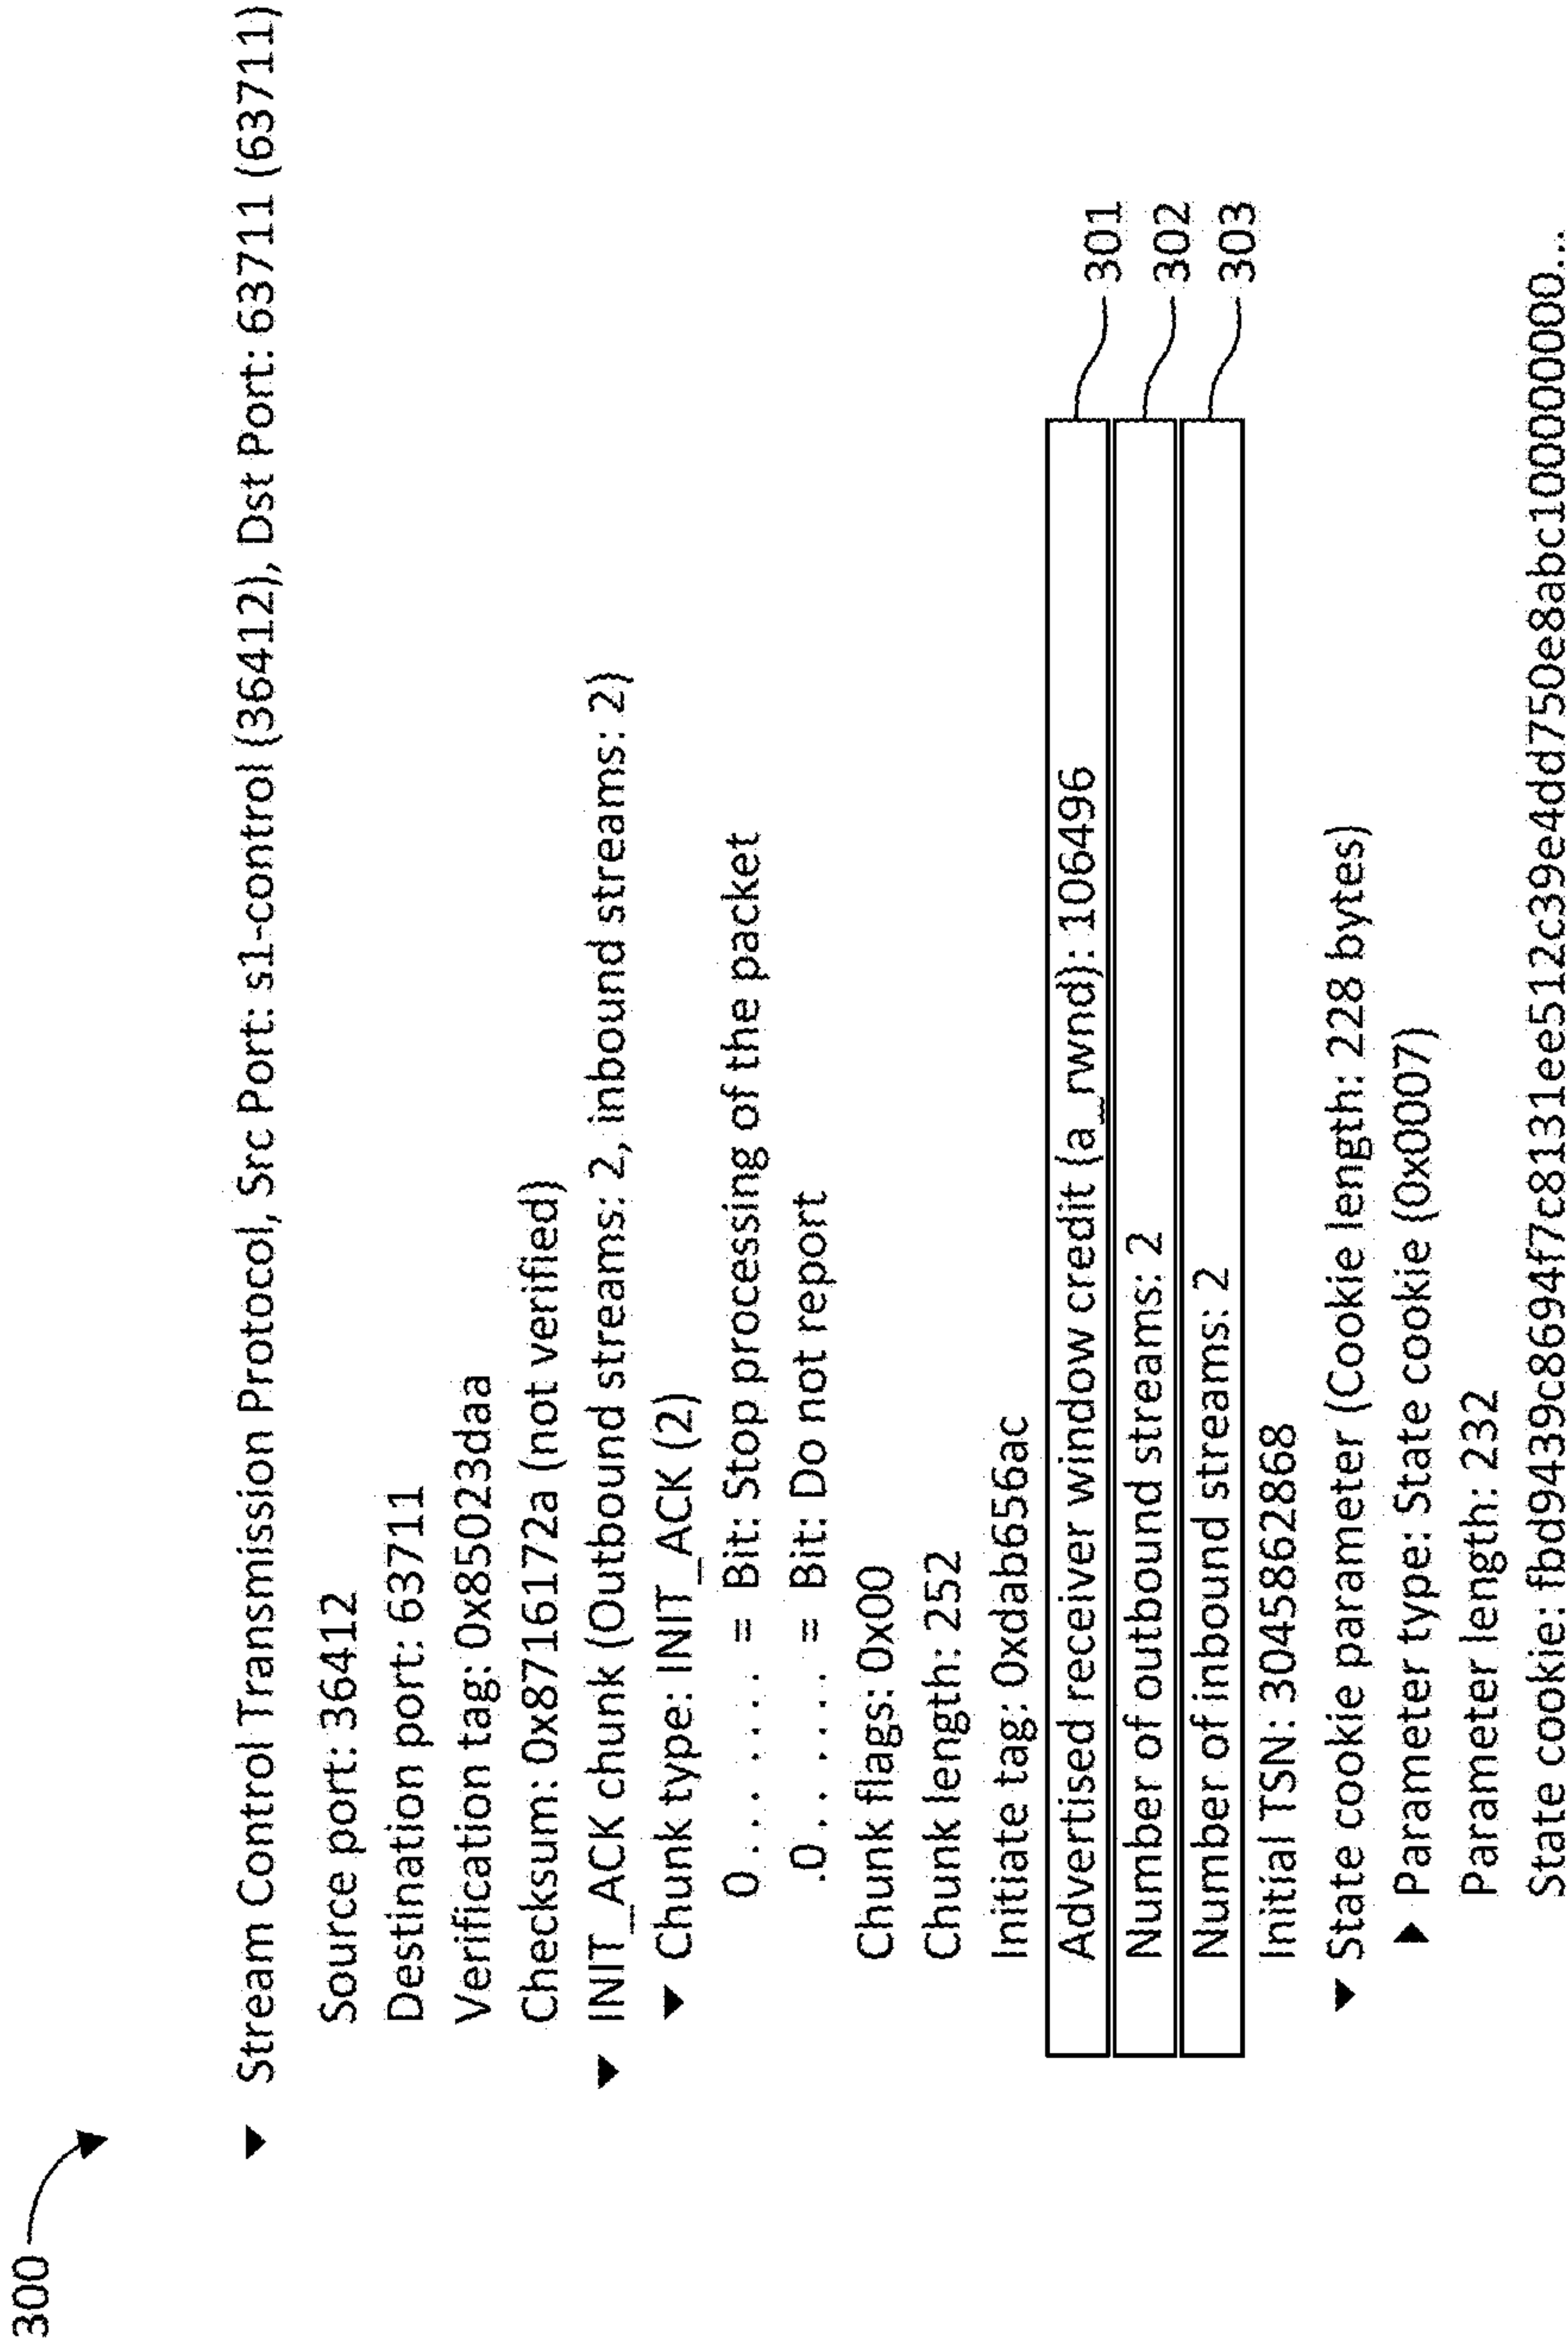 300
▼ Stream Control Transmission Protocol, Src Port: s1-control (36412), Dst Port: 63711 (63711)
Source port: 36412
Destination port: 63711
Verification tag: 0x85023daa
Checksum: 0x8716172a (not verified)
▼ INIT_ACK chunk (Outbound streams: 2, inbound streams: 2)
▼ Chunk type: INIT_ACK (2)
0... .... = Bit: Stop processing of the packet
.0.. .... = Bit: Do not report
Chunk flags: 0x00
Chunk length: 252
Initiate tag: 0xdab656ac
Advertised receiver window credit (a_rwnd): 106496 301
Number of outbound streams: 2 302
Number of inbound streams: 2 303
Initial TSN: 3045862868
▼ State cookie parameter (Cookie length: 228 bytes)
▶ Parameter type: State cookie (0x0007)
Parameter length: 232
State cookie: fbd9439c8694f7c8131ee512c39e4dd750e8abc10000000...